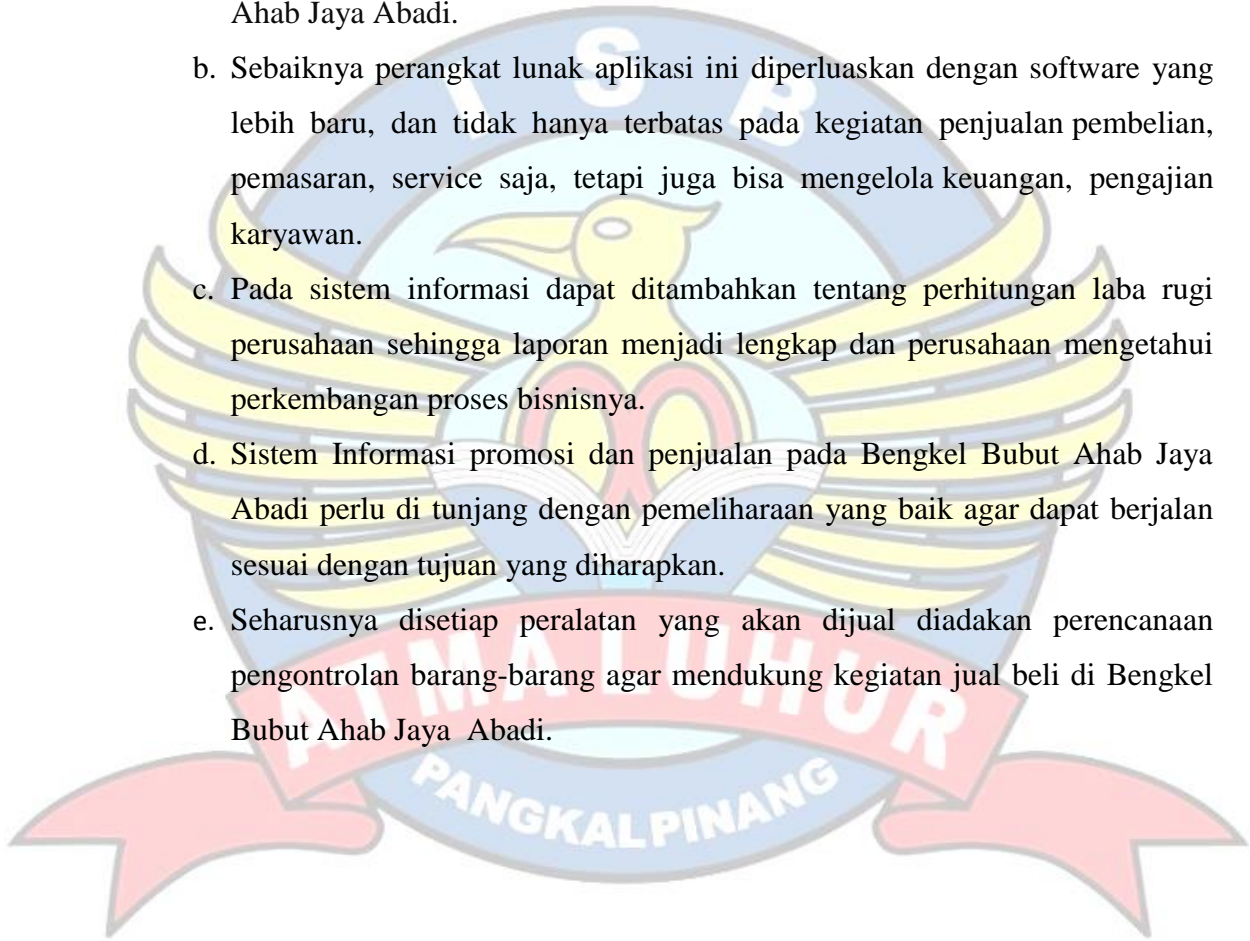 Ahab Jaya Abadi.
b. Sebaiknya perangkat lunak aplikasi ini diperluaskan dengan software yang
lebih baru, dan tidak hanya terbatas pada kegiatan penjualan pembelian,
pemasaran, service saja, tetapi juga bisa mengelola keuangan, pengajian
karyawan.
c. Pada sistem informasi dapat ditambahkan tentang perhitungan laba rugi
perusahaan sehingga laporan menjadi lengkap dan perusahaan mengetahui
perkembangan proses bisnisnya.
d. Sistem Informasi promosi dan penjualan pada Bengkel Bubut Ahab Jaya
Abadi perlu di tunjang dengan pemeliharaan yang baik agar dapat berjalan
sesuai dengan tujuan yang diharapkan.
e. Seharusnya disetiap peralatan yang akan dijual diadakan perencanaan
pengontrolan barang-barang agar mendukung kegiatan jual beli di Bengkel
Bubut Ahab Jaya Abadi.
I S B
ATMA LUHUR
PANGKALPINANG